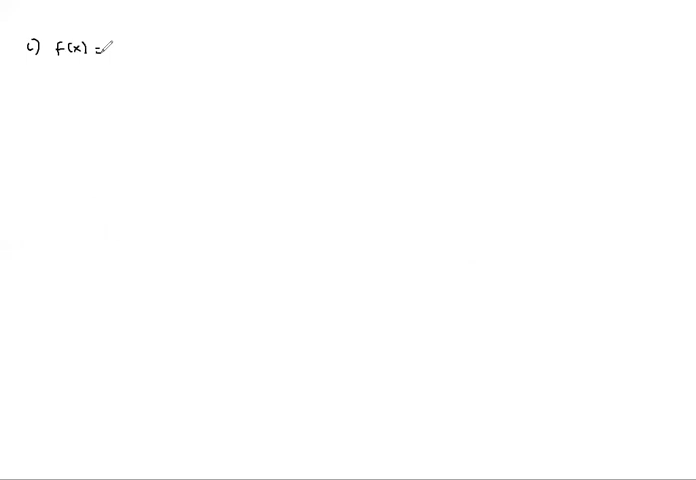 c) f(x) =